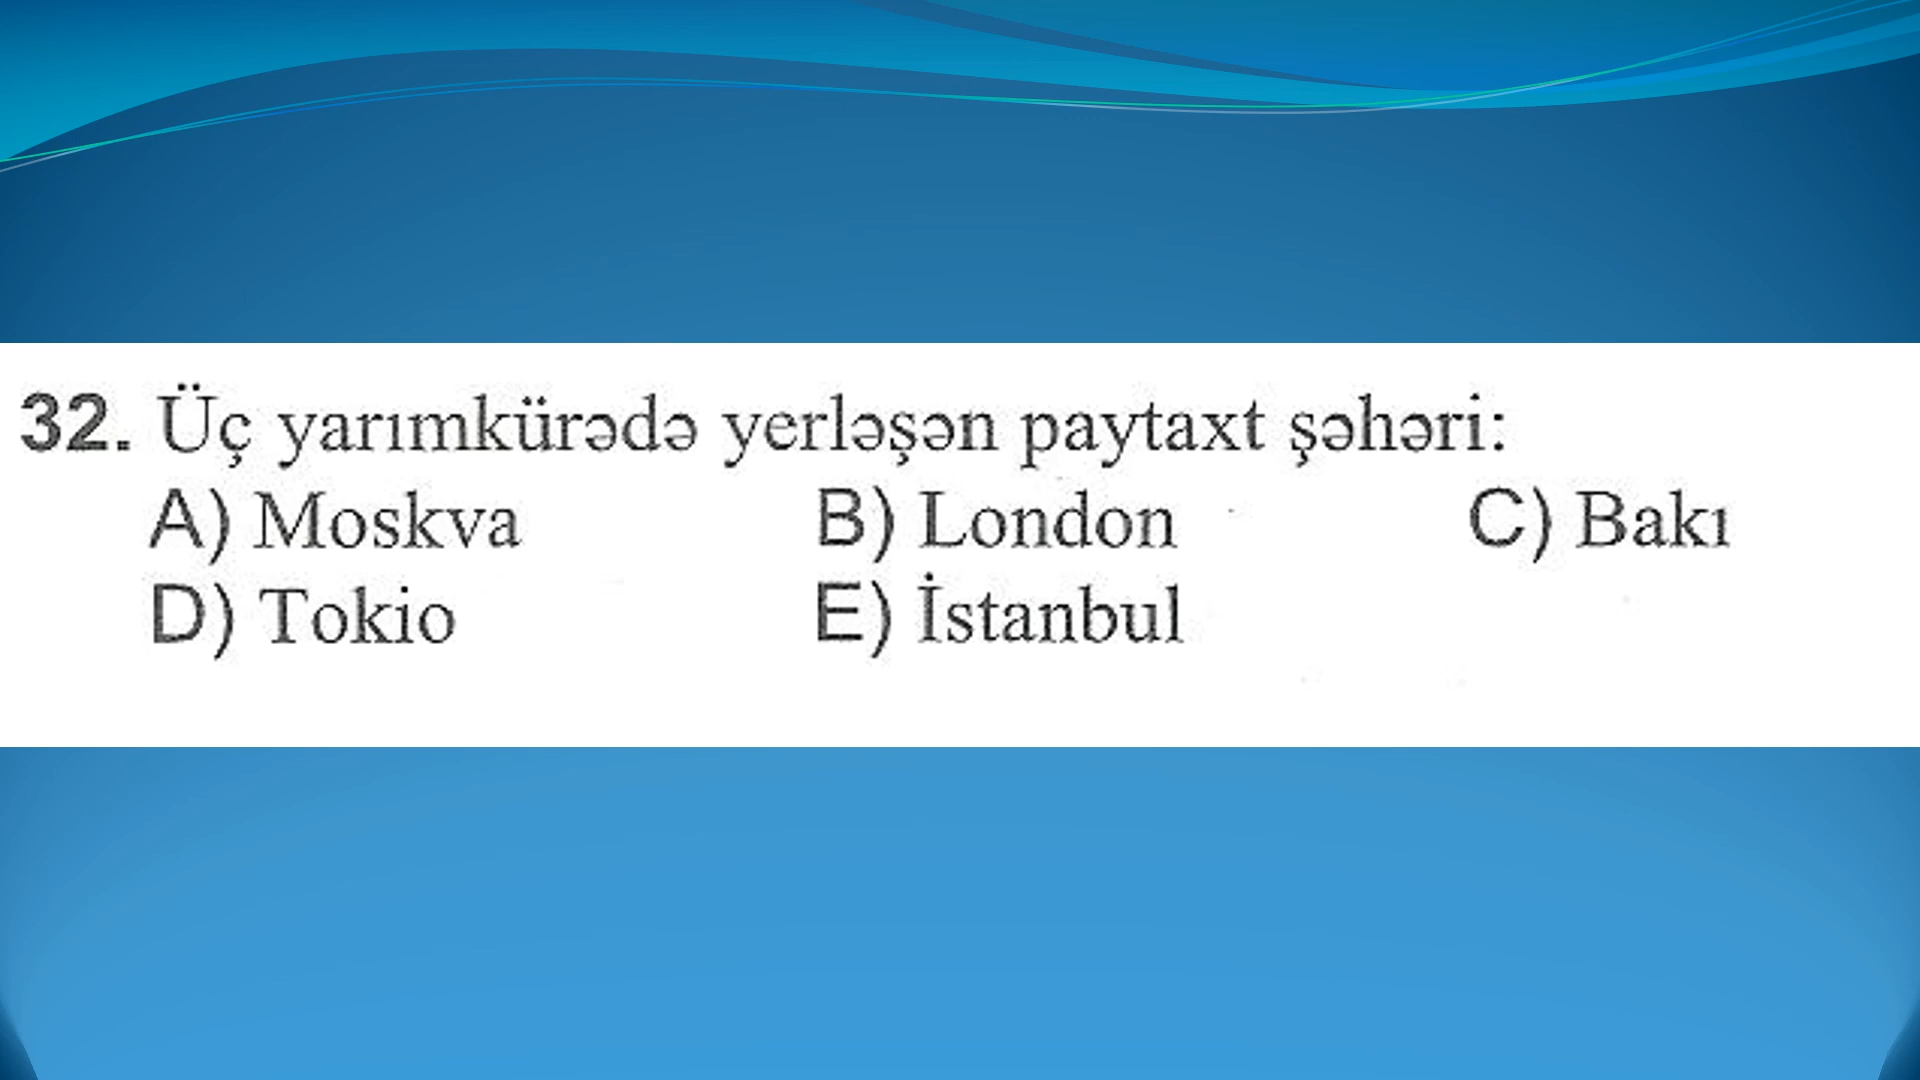 32. Üç yarımkürədə yerləşən paytaxt şəhəri:
A) Moskva B) London C) Bakı
D) Tokio E) İstanbul